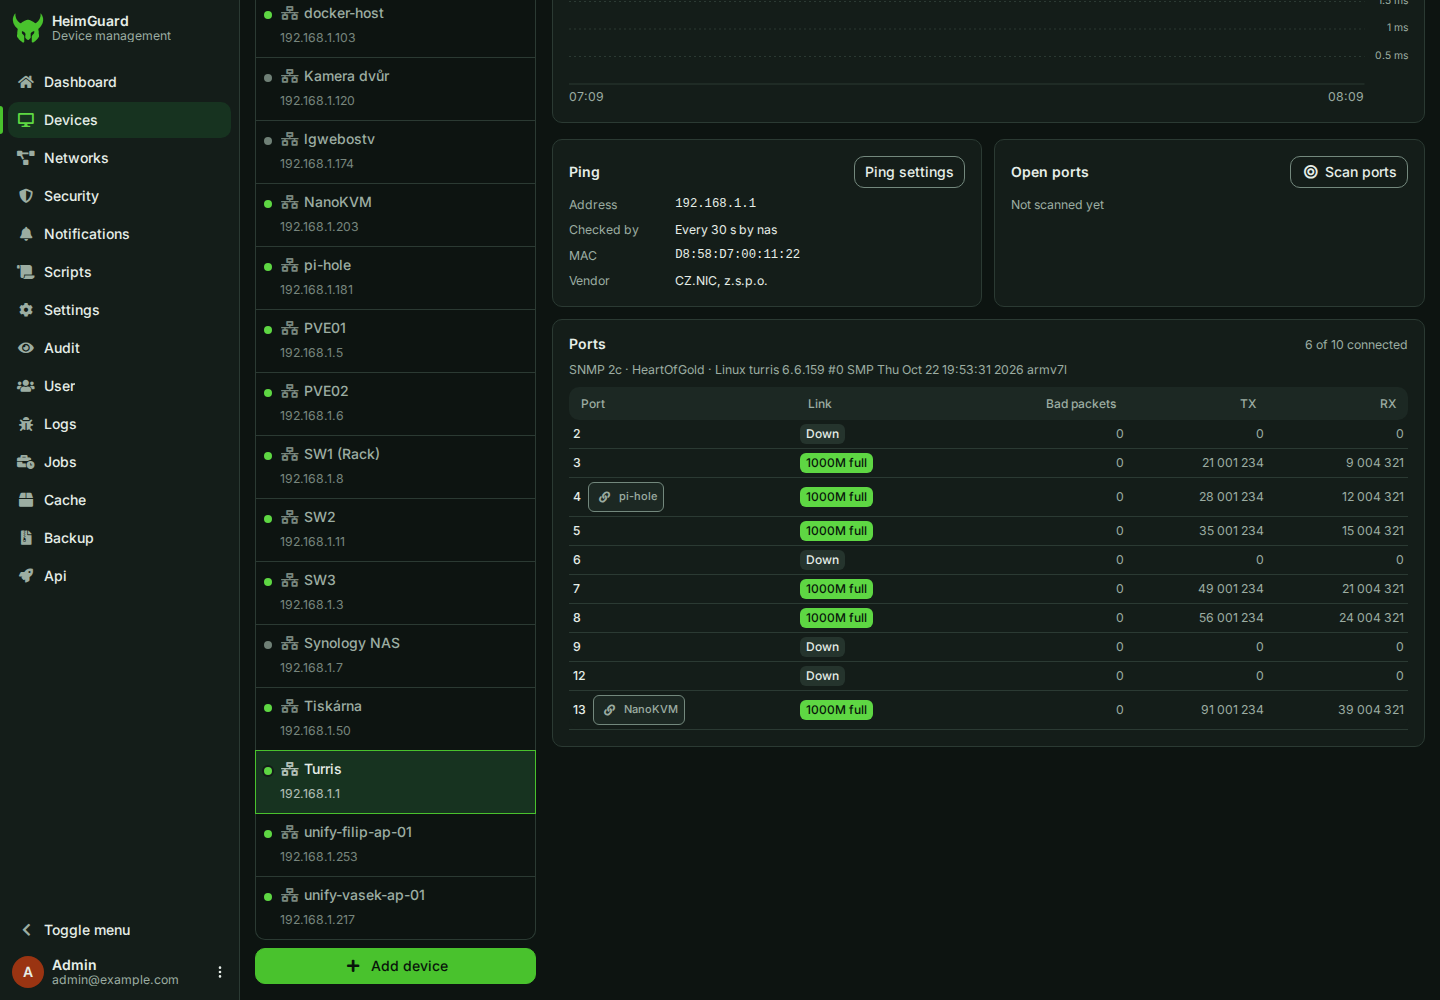 HeimGuard
Device management
Dashboard
Devices
Networks
Security
Notifications
Scripts
Settings
Audit
User
Logs
Jobs
Cache
Backup
Api
Toggle menu
A
Admin
admin@example.com
docker-host
192.168.1.103
Kamera dvůr
192.168.1.120
lgwebostv
192.168.1.174
NanoKVM
192.168.1.203
pi-hole
192.168.1.181
PVE01
192.168.1.5
PVE02
192.168.1.6
SW1 (Rack)
192.168.1.8
SW2
192.168.1.11
SW3
192.168.1.3
Synology NAS
192.168.1.7
Tiskárna
192.168.1.50
Turris
192.168.1.1
unify-filip-ap-01
192.168.1.253
unify-vasek-ap-01
192.168.1.217
Add device
1.5 ms
1 ms
0.5 ms
07:09 08:09
Ping Ping settings
Address 192.168.1.1
Checked by Every 30 s by nas
MAC D8:58:D7:00:11:22
Vendor CZ.NIC, z.s.p.o.
Open ports Scan ports
Not scanned yet
Ports 6 of 10 connected
SNMP 2c · HeartOfGold · Linux turris 6.6.159 #0 SMP Thu Oct 22 19:53:31 2026 armv7l
Port Link Bad packets TX RX
2 Down 0 0 0
3 1000M full 0 21 001 234 9 004 321
4 pi-hole 1000M full 0 28 001 234 12 004 321
5 1000M full 0 35 001 234 15 004 321
6 Down 0 0 0
7 1000M full 0 49 001 234 21 004 321
8 1000M full 0 56 001 234 24 004 321
9 Down 0 0 0
12 Down 0 0 0
13 NanoKVM 1000M full 0 91 001 234 39 004 321